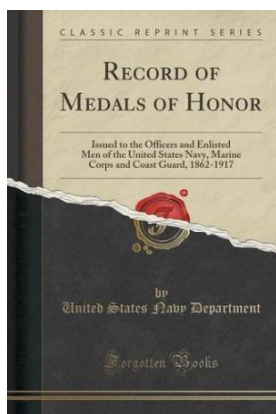 CLASSIC REPRINT SERIES
RECORD OF
MEDALS OF HONOR
Issued to the Officers and Enlisted
Men of the United States Navy, Marine
Corps and Coast Guard, 1862-1917
by
United States Navy Department
Forgotten Books